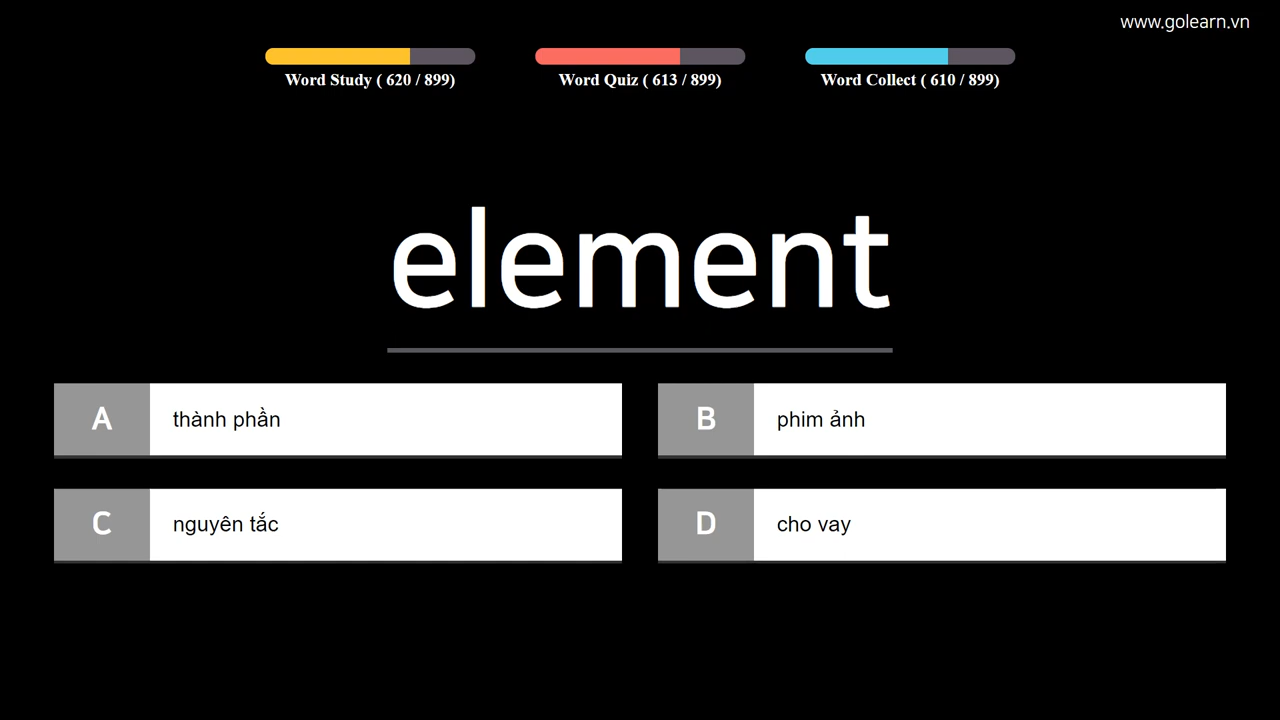 www.golearn.vn
Word Study ( 620 / 899)
Word Quiz ( 613 / 899)
Word Collect ( 610 / 899)
element
A thành phần
B phim ảnh
C nguyên tắc
D cho vay